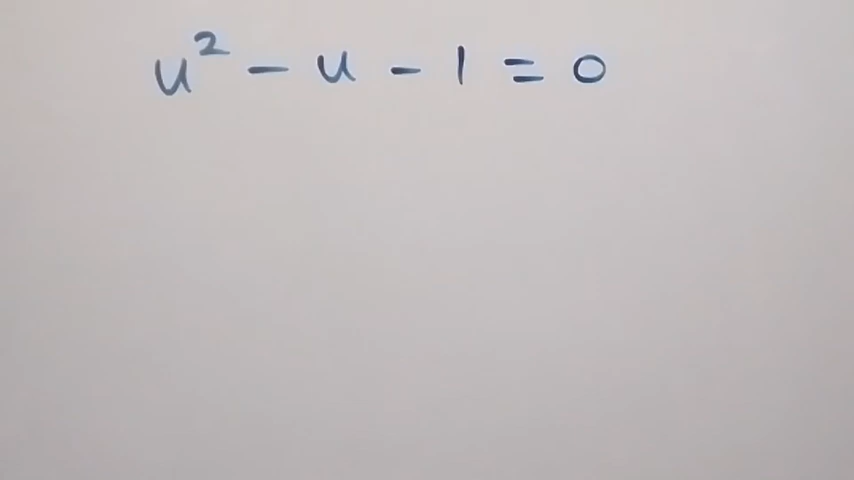 u² - u - 1 = 0